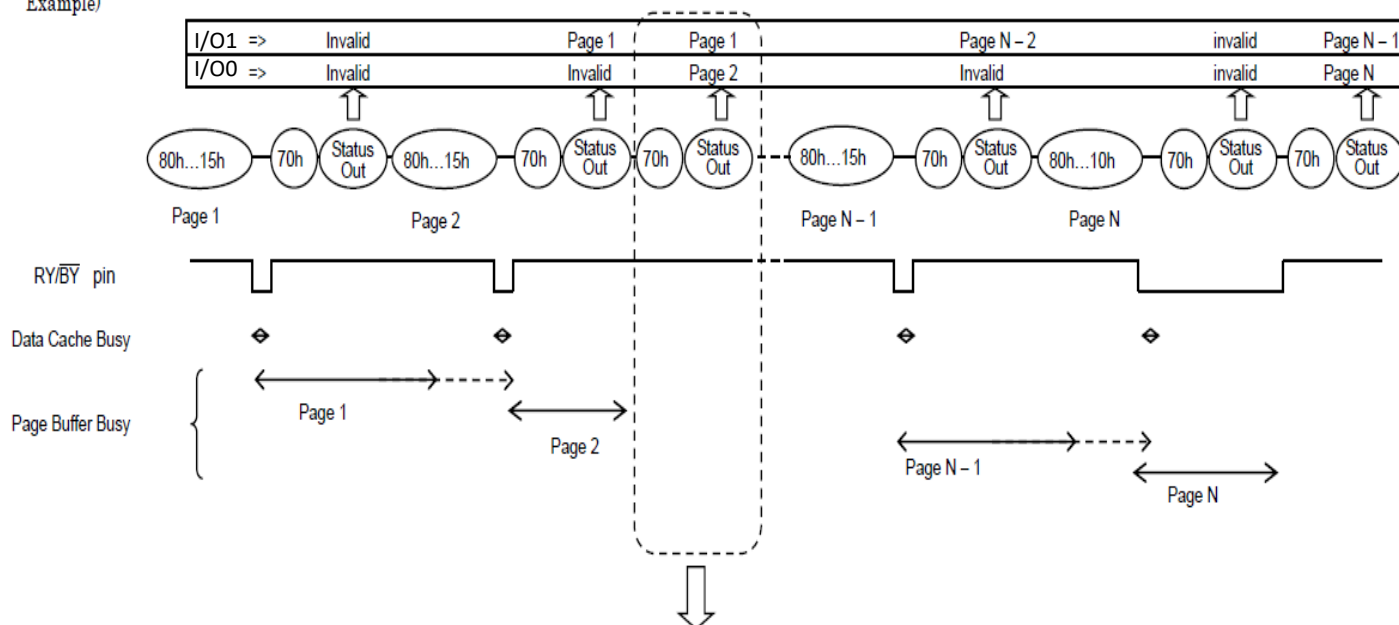 Example)
I/O1 => Invalid Page 1 Page 1 Page N – 2 invalid Page N – 1
I/O0 => Invalid Invalid Page 2 Invalid invalid Page N
80h...15h 70h Status Out 80h...15h 70h Status Out 70h Status Out 80h...15h 70h Status Out 80h...10h 70h Status Out 70h Status Out
Page 1 Page 2 Page N – 1 Page N
RY/BY pin
Data Cache Busy
Page Buffer Busy
Page 1
Page 2
Page N – 1
Page N